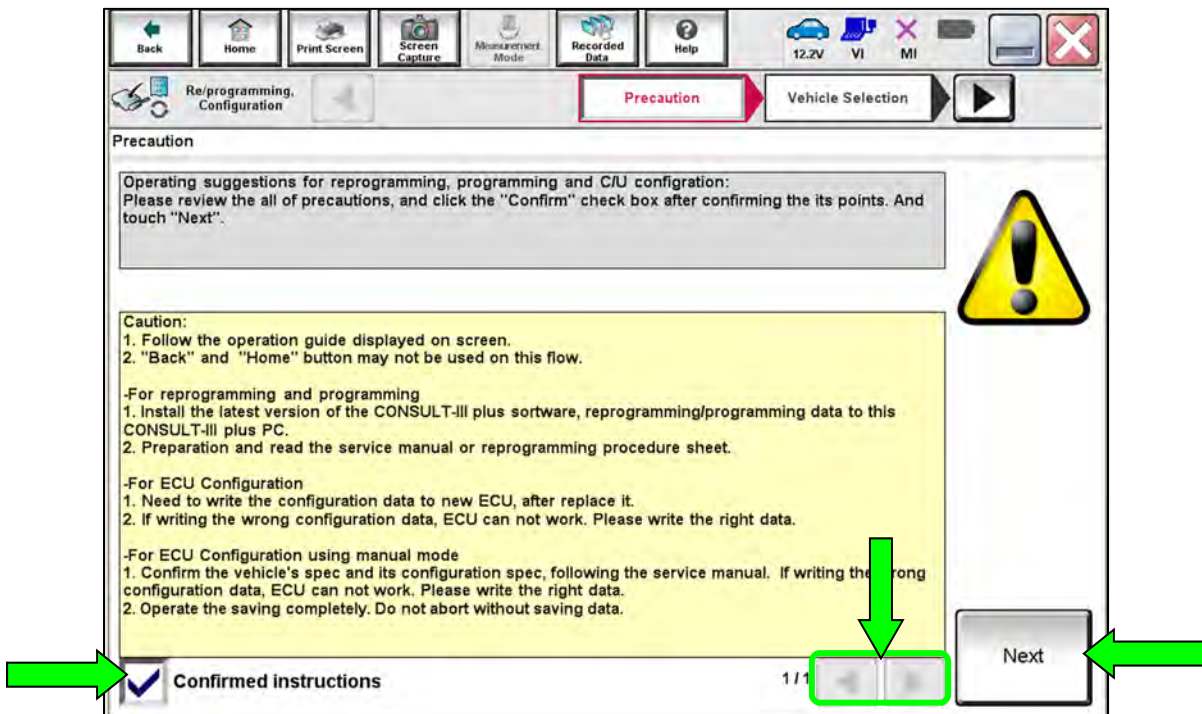 Back
Home
Print Screen
Screen
Capture
Measurement
Mode
Recorded
Data
Help
12.2V
VI
MI
Re/programming,
Configuration
Precaution
Vehicle Selection
Precaution
Operating suggestions for reprogramming, programming and C/U configration:
Please review the all of precautions, and click the "Confirm" check box after confirming the its points. And
touch "Next".
Caution:
1. Follow the operation guide displayed on screen.
2. "Back" and "Home" button may not be used on this flow.
-For reprogramming and programming
1. Install the latest version of the CONSULT-III plus sortware, reprogramming/programming data to this
CONSULT-III plus PC.
2. Preparation and read the service manual or reprogramming procedure sheet.
-For ECU Configuration
1. Need to write the configuration data to new ECU, after replace it.
2. If writing the wrong configuration data, ECU can not work. Please write the right data.
-For ECU Configuration using manual mode
1. Confirm the vehicle's spec and its configuration spec, following the service manual. If writing the rong
configuration data, ECU can not work. Please write the right data.
2. Operate the saving completely. Do not abort without saving data.
Confirmed instructions
1/1
Next